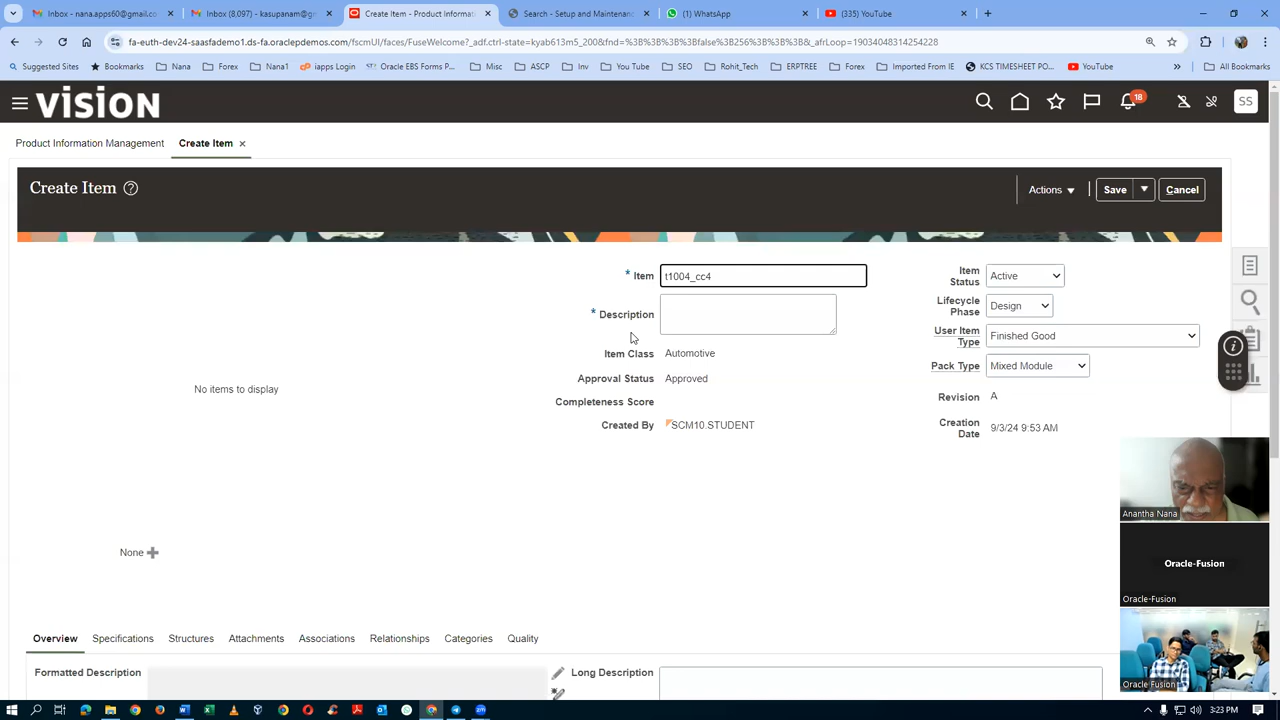 Inbox - nana.apps60@gmail.co
Inbox (8,097) - kasupanam@g
Create Item - Product Informat
Search - Setup and Maintenanc
(1) WhatsApp
(335) YouTube
fa-euth-dev24-saasfademo1.ds-fa.oraclepdemos.com/fscmUI/faces/FuseWelcome?_adf.ctrl-state=kyab613m5_200&fnd=%3B%3B%3B%3Bfalse%3B256%3B%3B%3B&_afrLoop=19034048314254228
Suggested Sites
Bookmarks
Nana
Forex
Nana1
iapps Login
Oracle EBS Forms P...
Misc
ASCP
Inv
You Tube
SEO
Rohit_Tech
ERPTREE
Forex
Imported From IE
KCS TIMESHEET PO...
YouTube
All Bookmarks
VISION
18
SS
Product Information Management
Create Item
Create Item
Actions
Save
Cancel
* Item t1004_cc4
* Description
Item Class Automotive
Approval Status Approved
Completeness Score
Created By SCM10.STUDENT
Item Status Active
Lifecycle Phase Design
User Item Type Finished Good
Pack Type Mixed Module
Revision A
Creation Date 9/3/24 9:53 AM
No items to display
None
Anantha Nana
Oracle-Fusion
Oracle-Fusion
Oracle Fusion
Overview
Specifications
Structures
Attachments
Associations
Relationships
Categories
Quality
Formatted Description
Long Description
3:23 PM